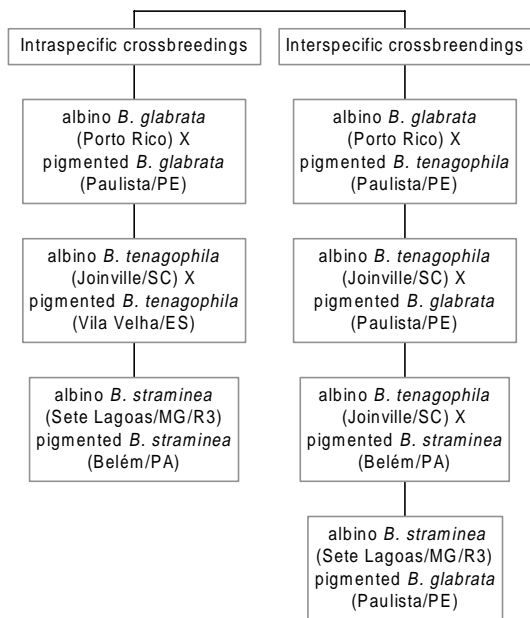 Intraspecific crossbreedings
albino B. glabrata
(Porto Rico) X
pigmented B. glabrata
(Paulista/PE)
albino B. tenagophila
(Joinville/SC) X
pigmented B. tenagophila
(Vila Velha/ES)
albino B. straminea
(Sete Lagoas/MG/R3)
pigmented B. straminea
(Belém/PA)
Interspecific crossbreendings
albino B. glabrata
(Porto Rico) X
pigmented B. tenagophila
(Paulista/PE)
albino B. tenagophila
(Joinville/SC) X
pigmented B. glabrata
(Paulista/PE)
albino B. tenagophila
(Joinville/SC) X
pigmented B. straminea
(Belém/PA)
albino B. straminea
(Sete Lagoas/MG/R3)
pigmented B. glabrata
(Paulista/PE)